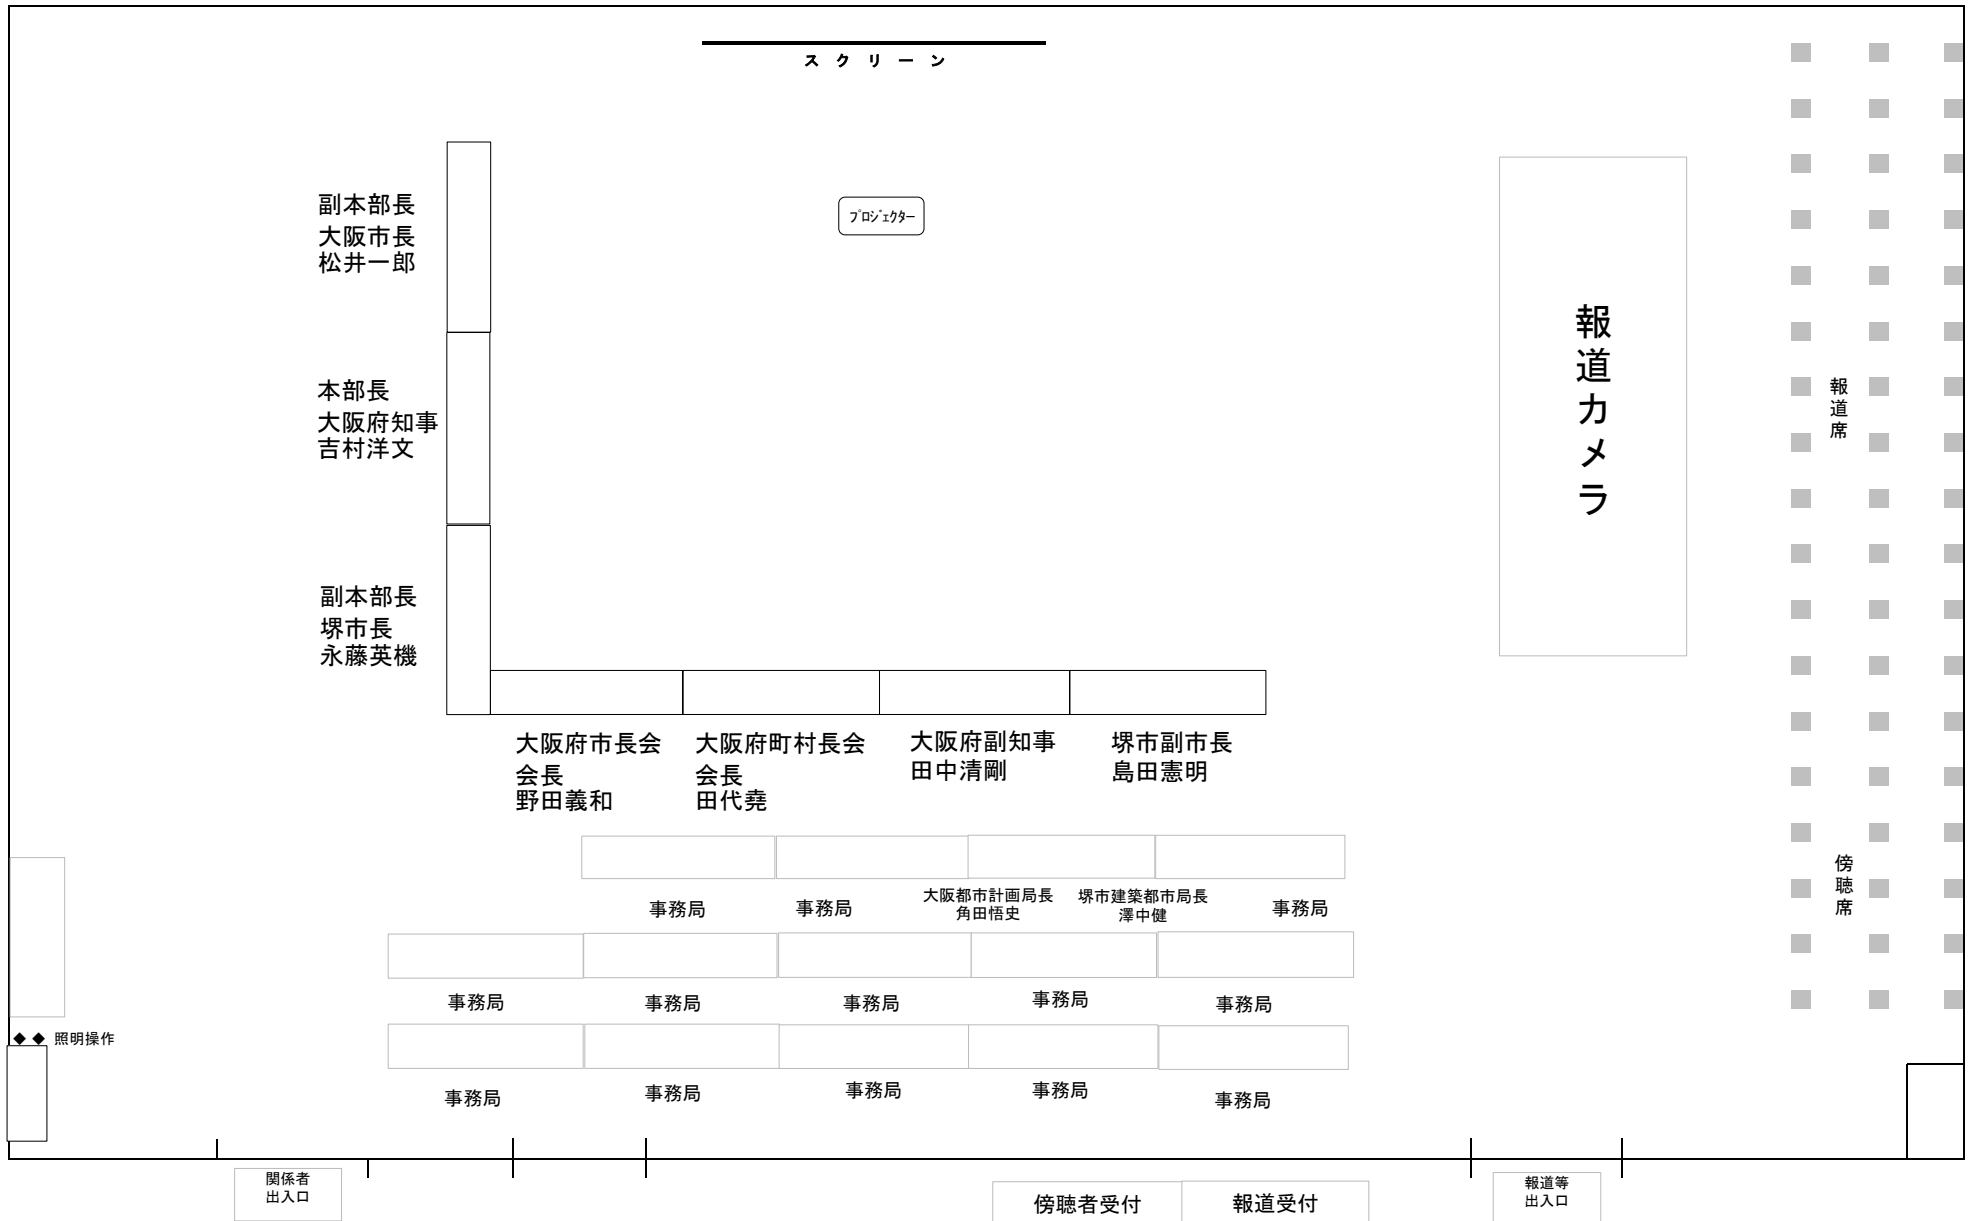 スクリーン
プロジェクター
副本部長
大阪市長
松井一郎
本部長
大阪府知事
吉村洋文
副本部長
堺市長
永藤英機
報道カメラ
報道席
大阪府市長会
会長
野田義和
大阪府町村長会
会長
田代堯
大阪府副知事
田中清剛
堺市副市長
島田憲明
傍聴席
事務局
事務局
大阪都市計画局長
角田悟史
堺市建築都市局長
澤中健
事務局
事務局
事務局
事務局
事務局
事務局
◆ ◆ 照明操作
事務局
事務局
事務局
事務局
事務局
関係者
出入口
傍聴者受付
報道受付
報道等
出入口